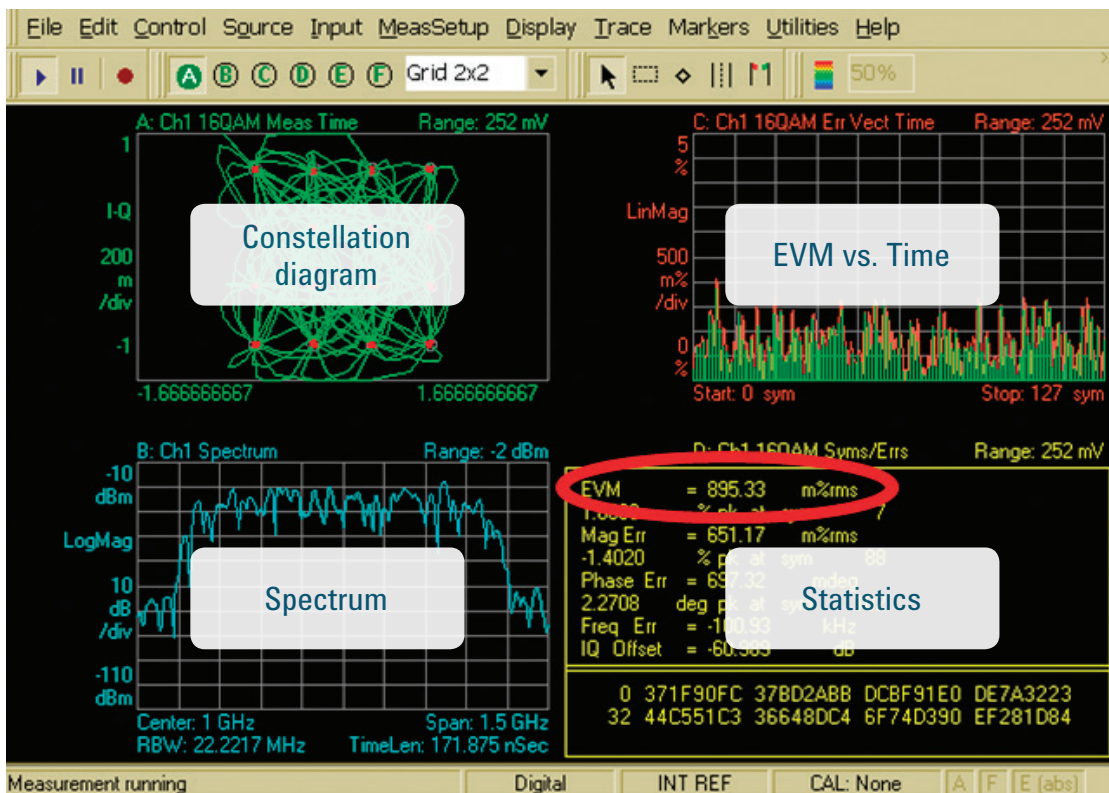 File Edit Control Source Input MeasSetup Display Trace Markers Utilities Help
A B C D E F Grid 2x2 50%
A: Ch1 16QAM Meas Time Range: 252 mV
1
I-Q
200
m
/div
-1
-1.6666666667 1.6666666667
Constellation
diagram
C: Ch1 16QAM Err Vect Time Range: 252 mV
5
%
LinMag
500
m%
/div
0
%
Start: 0 sym Stop: 127 sym
EVM vs. Time
B: Ch1 Spectrum Range: -2 dBm
-10
dBm
LogMag
10
dB
/div
-110
dBm
Center: 1 GHz Span: 1.5 GHz
RBW: 22.2217 MHz TimeLen: 171.875 nSec
Spectrum
D: Ch1 16QAM Syms/Errs Range: 252 mV
EVM = 895.33 m%rms
% pk at sym 7
Mag Err = 651.17 m%rms
-1.4020 % pk at sym 88
Phase Err = 697.32 mdeg
2.2708 deg pk at
Freq Err = -100.93 kHz
IQ Offset = -60.989 dB
Statistics
0 371F90FC 37BD2ABB DCBF91E0 DE7A3223
32 44C551C3 36648DC4 6F74D390 EF281D84
Measurement running Digital INT REF CAL: None A F E (abs)